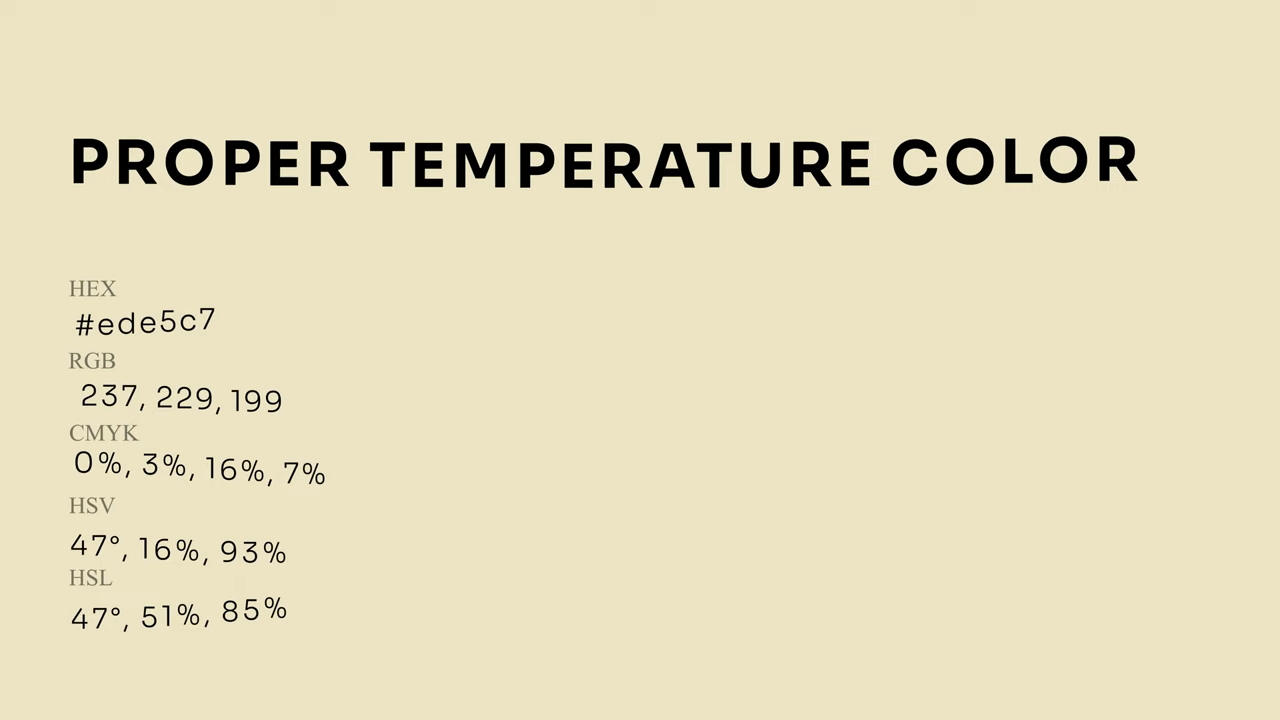 PROPER TEMPERATURE COLOR
HEX
#ede5c7
RGB
237, 229, 199
CMYK
0%, 3%, 16%, 7%
HSV
47°, 16%, 93%
HSL
47°, 51%, 85%